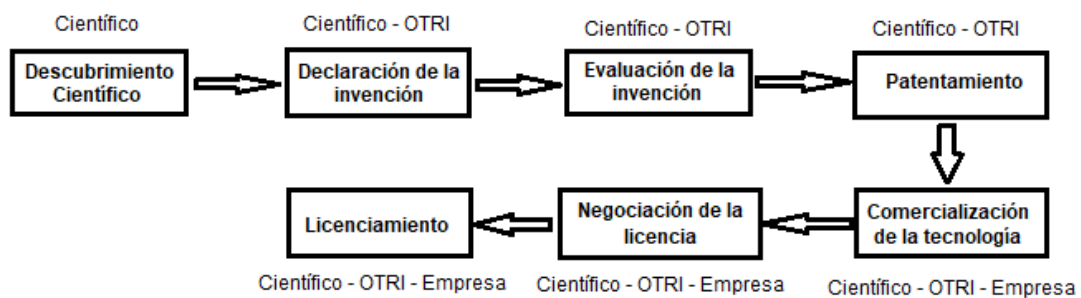 Científico
Científico - OTRI
Científico - OTRI
Científico - OTRI
Descubrimiento
Científico
Declaración de la
invención
Evaluación de la
invención
Patentamiento
Licenciamiento
Negociación de la
licencia
Comercialización
de la tecnología
Científico - OTRI - Empresa
Científico - OTRI - Empresa
Científico - OTRI - Empresa